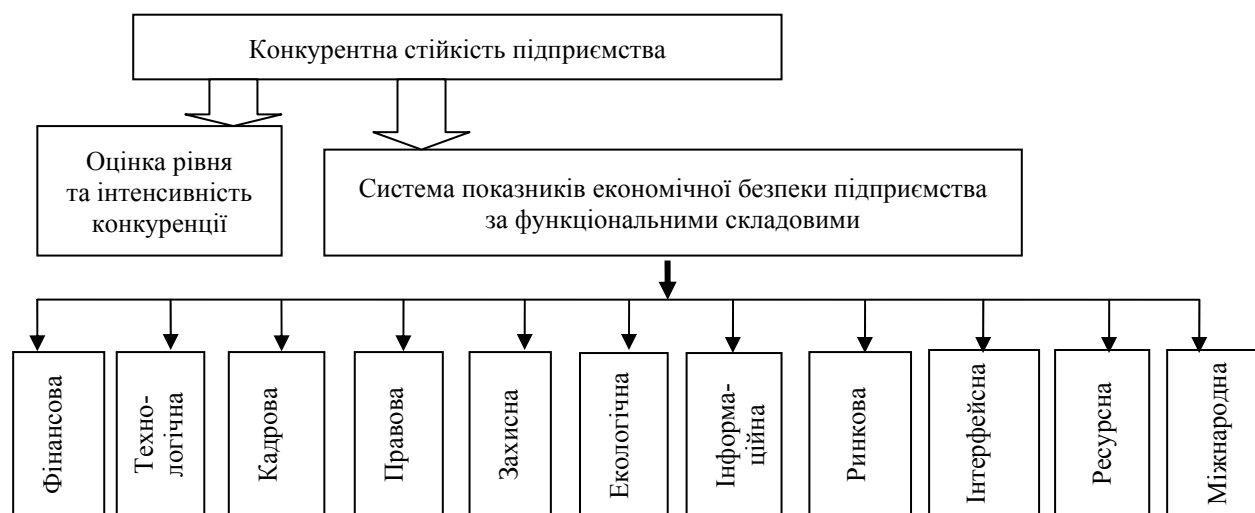 Конкурентна стійкість підприємства
Оцінка рівня
та інтенсивність
конкуренції
Система показників економічної безпеки підприємства
за функціональними складовими
Фінансова
Техно-
логічна
Кадрова
Правова
Захисна
Екологічна
Інформа-
ційна
Ринкова
Інтерфейсна
Ресурсна
Міжнародна